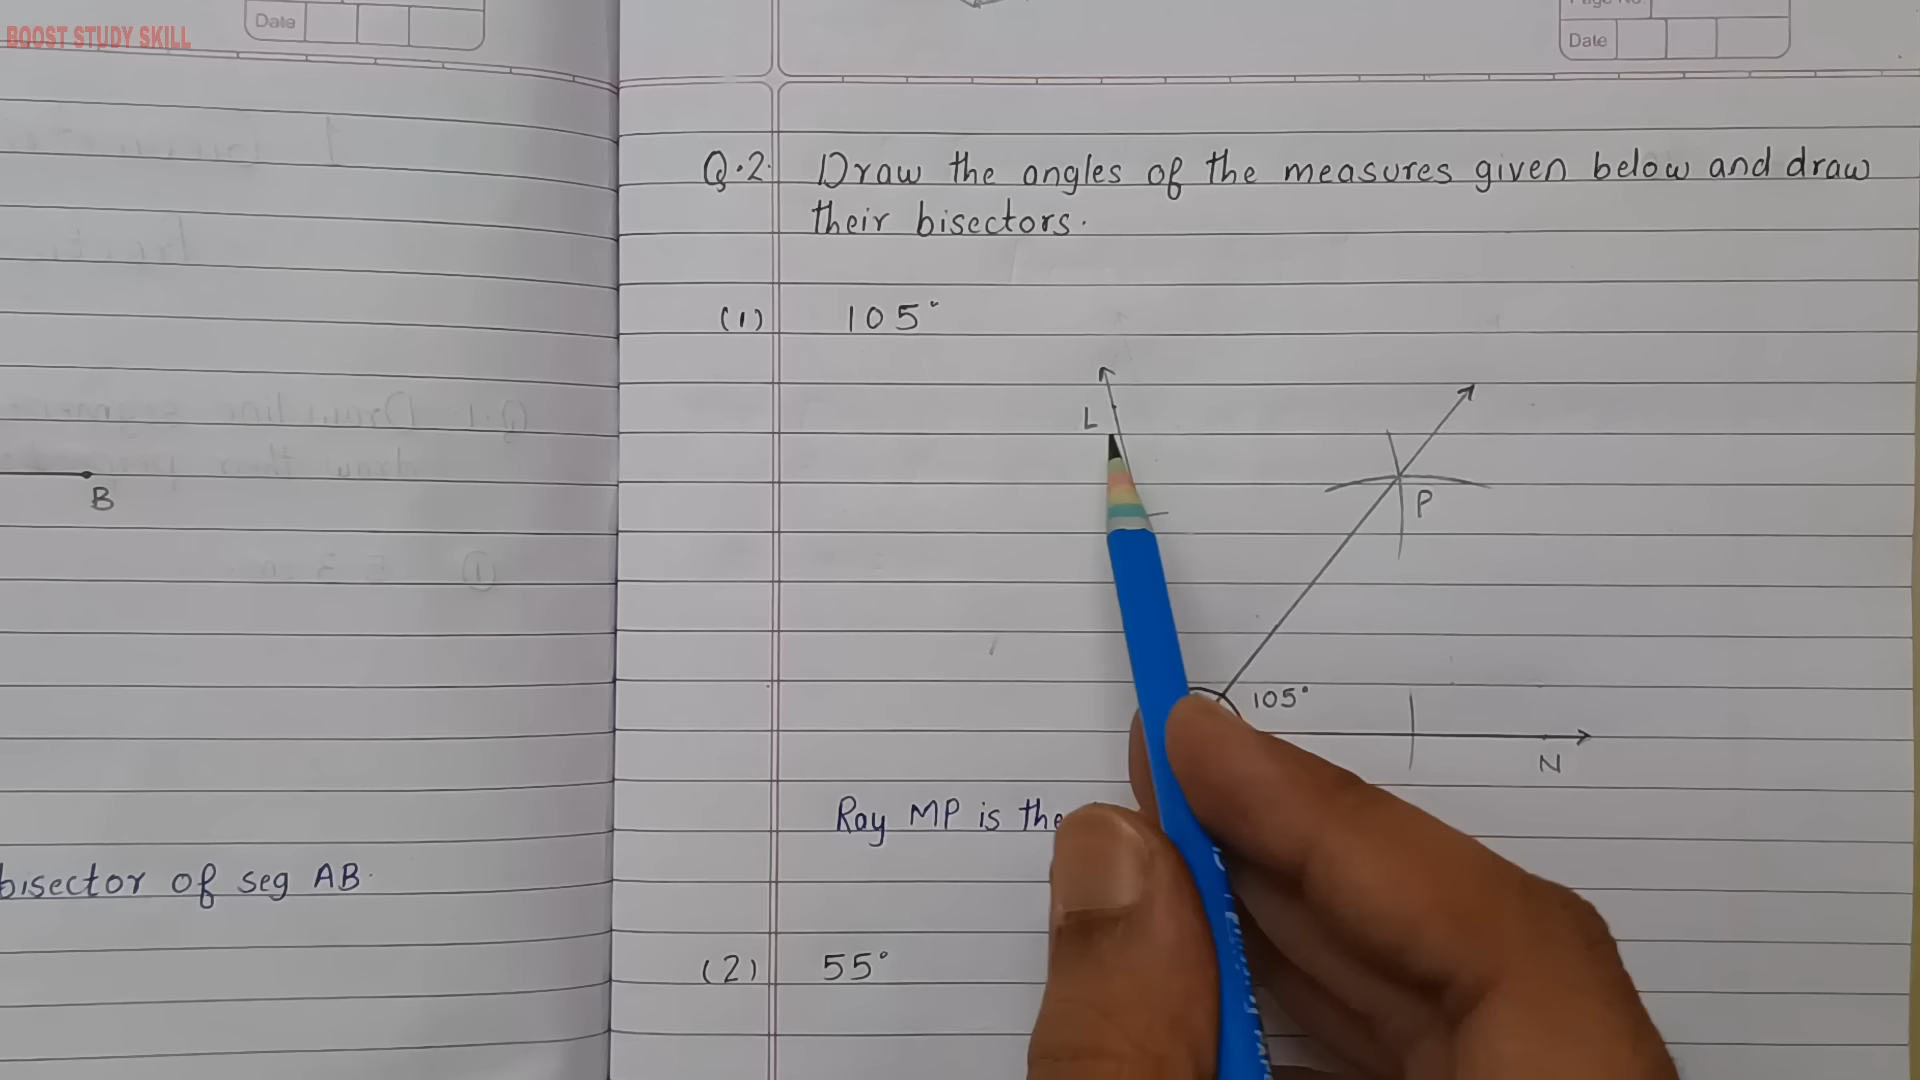 BOOST STUDY SKILL
Date
Date
Q.2. Draw the angles of the measures given below and draw
their bisectors.
(1) 105°
L
P
105°
N
B
Ray MP is the
bisector of seg AB.
(2) 55°